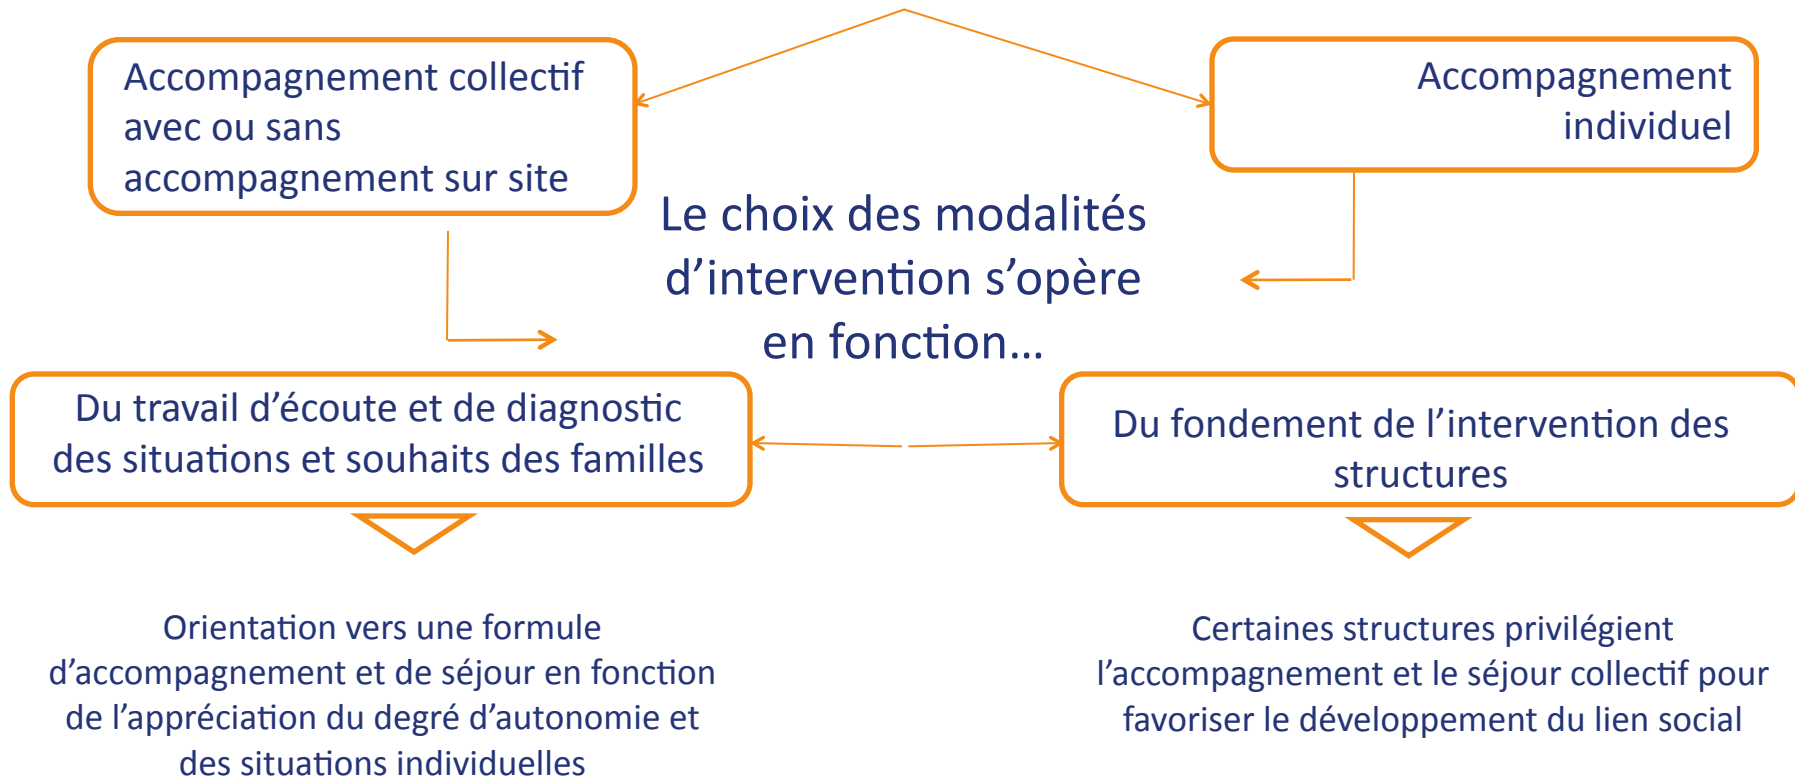 Accompagnement collectif
avec ou sans
accompagnement sur site
Accompagnement
individuel
Le choix des modalités
d’intervention s’opère
en fonction…
Du travail d’écoute et de diagnostic
des situations et souhaits des familles
Du fondement de l’intervention des
structures
Orientation vers une formule
d’accompagnement et de séjour en fonction
de l’appréciation du degré d’autonomie et
des situations individuelles
Certaines structures privilégient
l’accompagnement et le séjour collectif pour
favoriser le développement du lien social